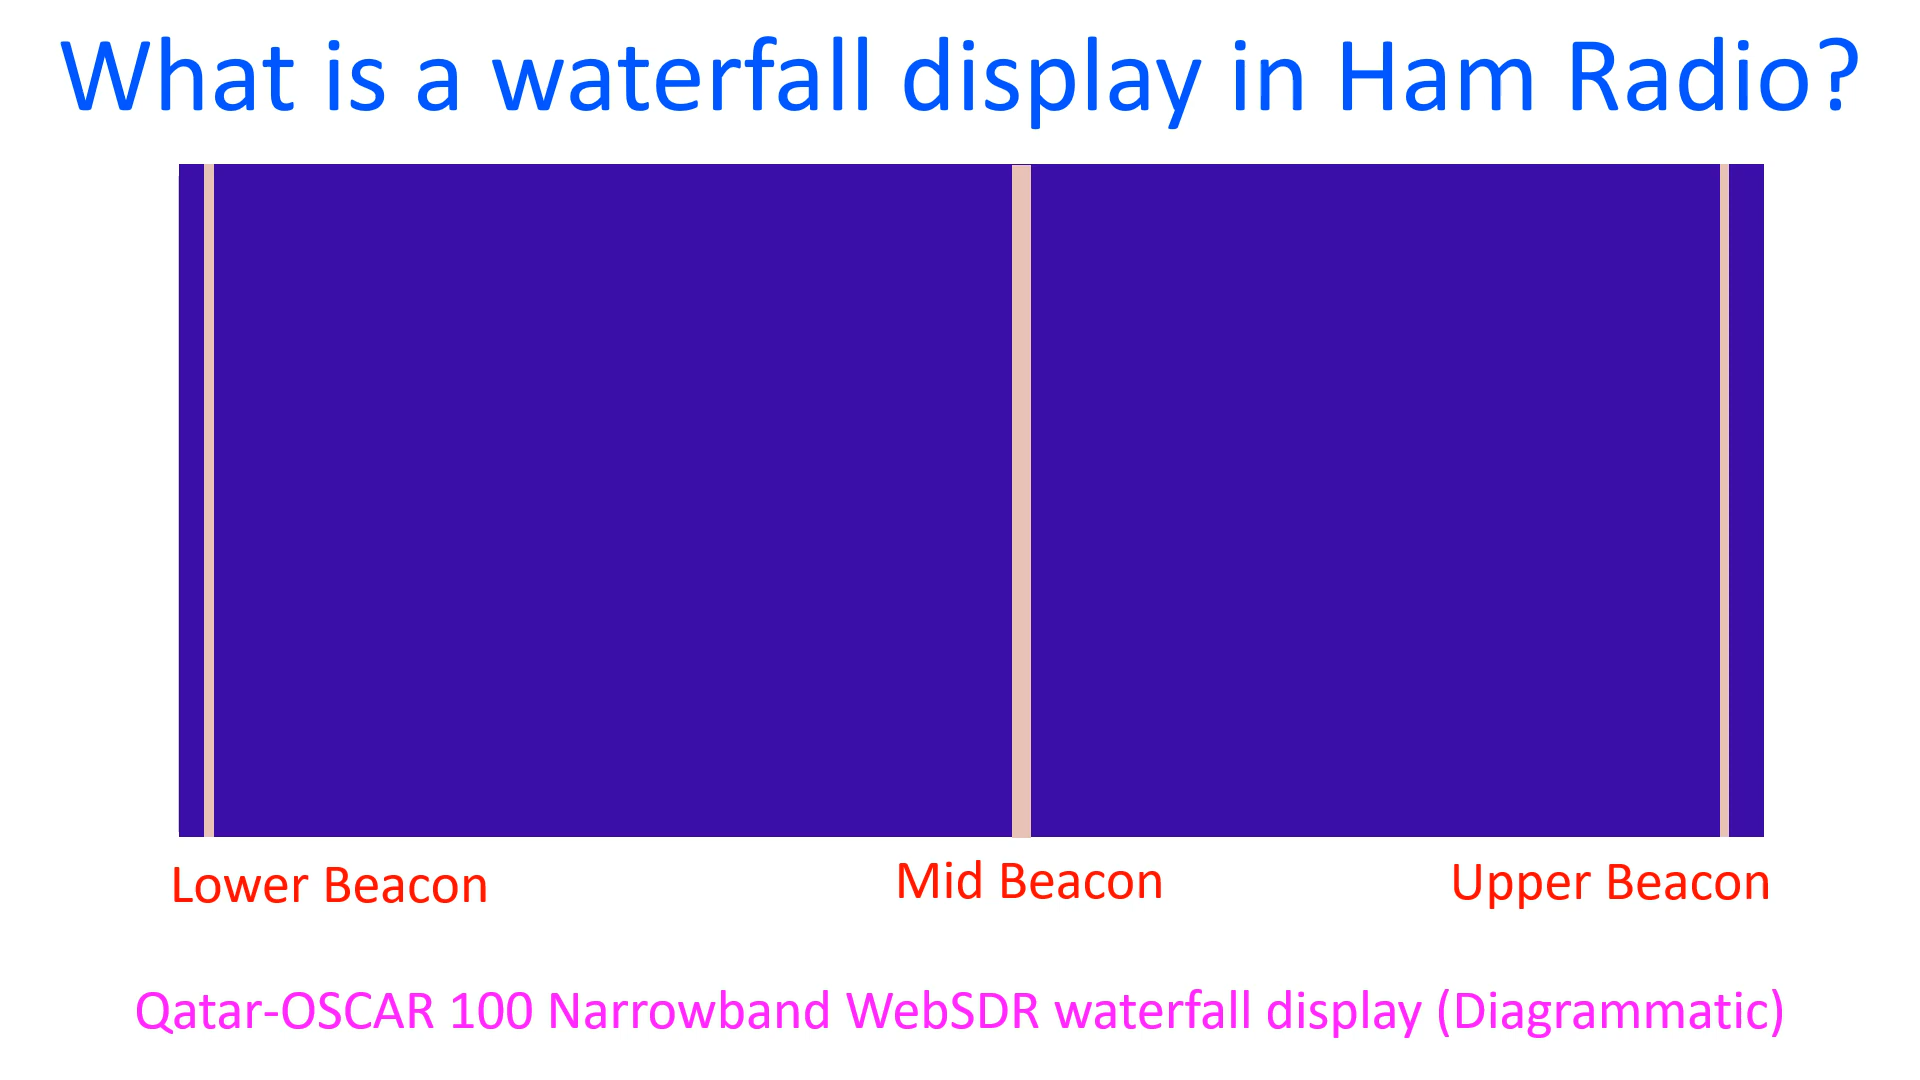 What is a waterfall display in Ham Radio?
Lower Beacon
Mid Beacon
Upper Beacon
Qatar-OSCAR 100 Narrowband WebSDR waterfall display (Diagrammatic)